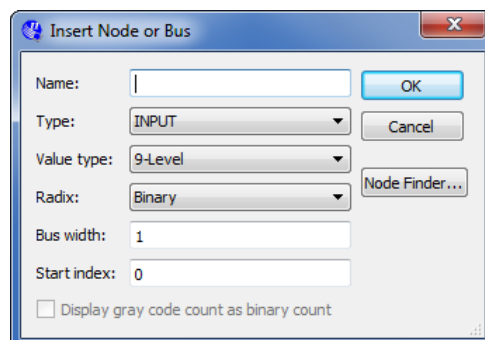 Insert Node or Bus
Name:
OK
Type: INPUT
Cancel
Value type: 9-Level
Node Finder...
Radix: Binary
Bus width: 1
Start index: 0
Display gray code count as binary count